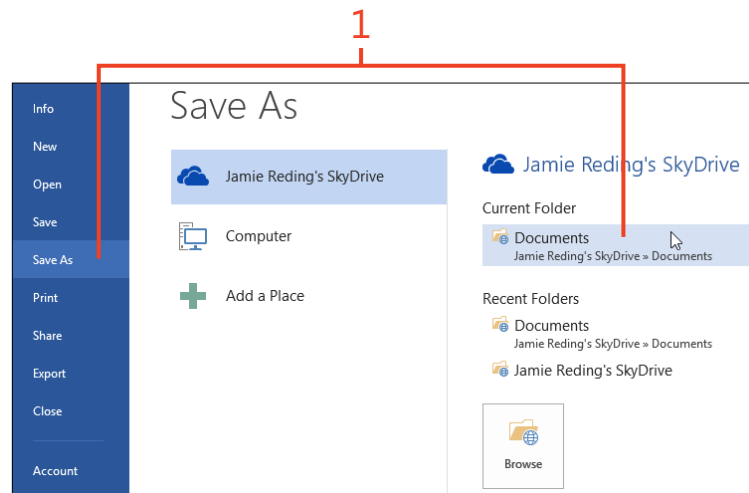 1
Info
New
Open
Save
Save As
Print
Share
Export
Close
Account
Save As
Jamie Reding's SkyDrive
Computer
Add a Place
Jamie Reding's SkyDrive
Current Folder
Documents
Jamie Reding's SkyDrive » Documents
Recent Folders
Documents
Jamie Reding's SkyDrive » Documents
Jamie Reding's SkyDrive
Browse